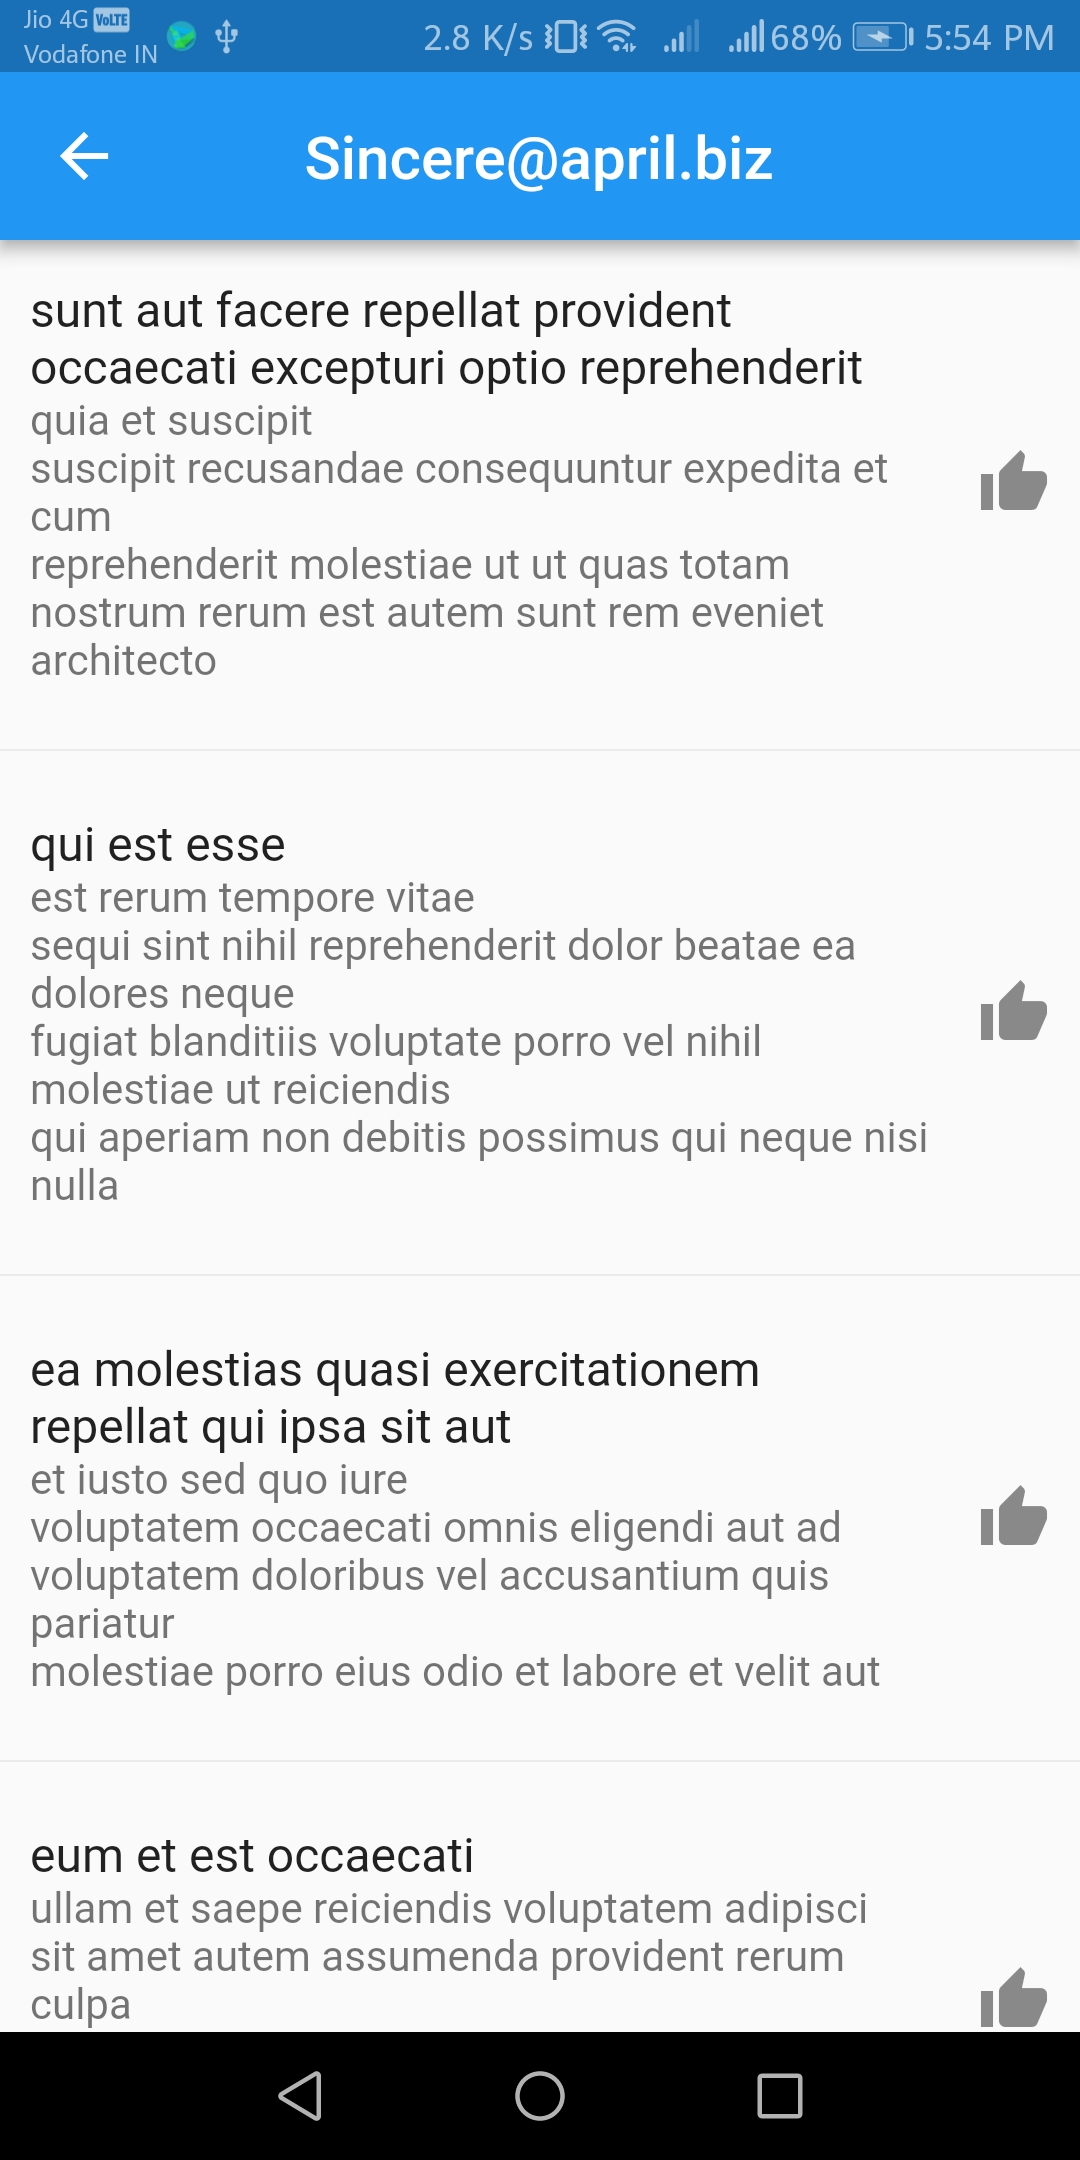 Jio 4G VoLTE
Vodafone IN
2.8 K/s 68% 5:54 PM
Sincere@april.biz
sunt aut facere repellat provident
occaecati excepturi optio reprehenderit
quia et suscipit
suscipit recusandae consequuntur expedita et
cum
reprehenderit molestiae ut ut quas totam
nostrum rerum est autem sunt rem eveniet
architecto
qui est esse
est rerum tempore vitae
sequi sint nihil reprehenderit dolor beatae ea
dolores neque
fugiat blanditiis voluptate porro vel nihil
molestiae ut reiciendis
qui aperiam non debitis possimus qui neque nisi
nulla
ea molestias quasi exercitationem
repellat qui ipsa sit aut
et iusto sed quo iure
voluptatem occaecati omnis eligendi aut ad
voluptatem doloribus vel accusantium quis
pariatur
molestiae porro eius odio et labore et velit aut
eum et est occaecati
ullam et saepe reiciendis voluptatem adipisci
sit amet autem assumenda provident rerum
culpa